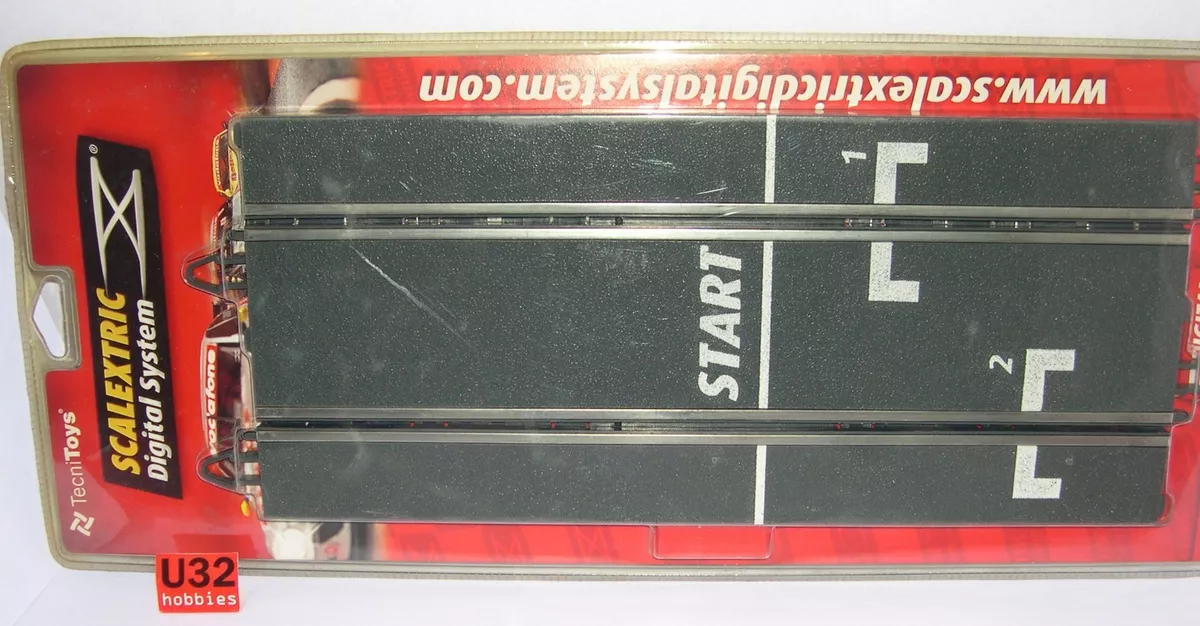 www.scalextricdigitalsystem.com
1
2
START
SCALEXTRIC
Digital System
®
TecniToys®
U32
hobbies